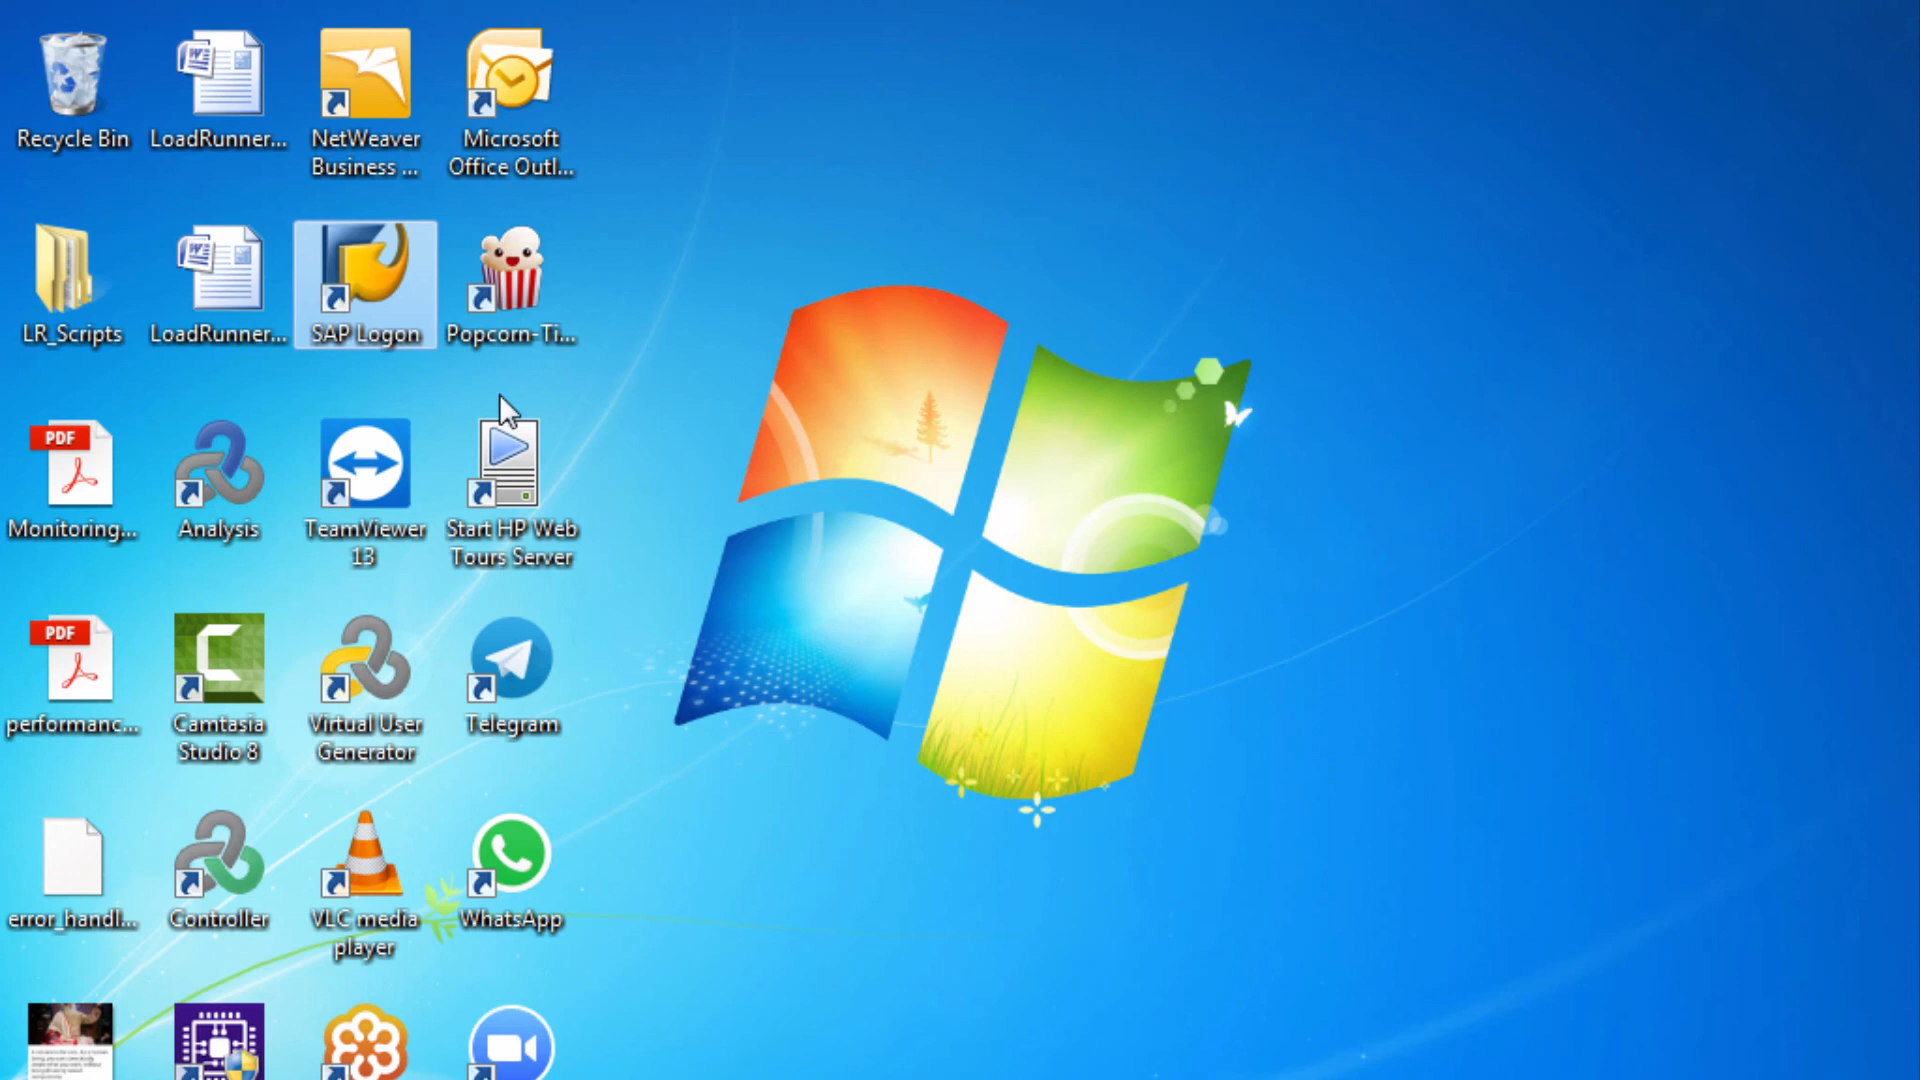 Recycle Bin
LoadRunner...
NetWeaver
Business ...
Microsoft
Office Outl...
LR_Scripts
LoadRunner...
SAP Logon
Popcorn-Ti...
PDF
Monitoring...
Analysis
TeamViewer
13
Start HP Web
Tours Server
PDF
performanc...
Camtasia
Studio 8
Virtual User
Generator
Telegram
error_handl...
Controller
VLC media
player
WhatsApp